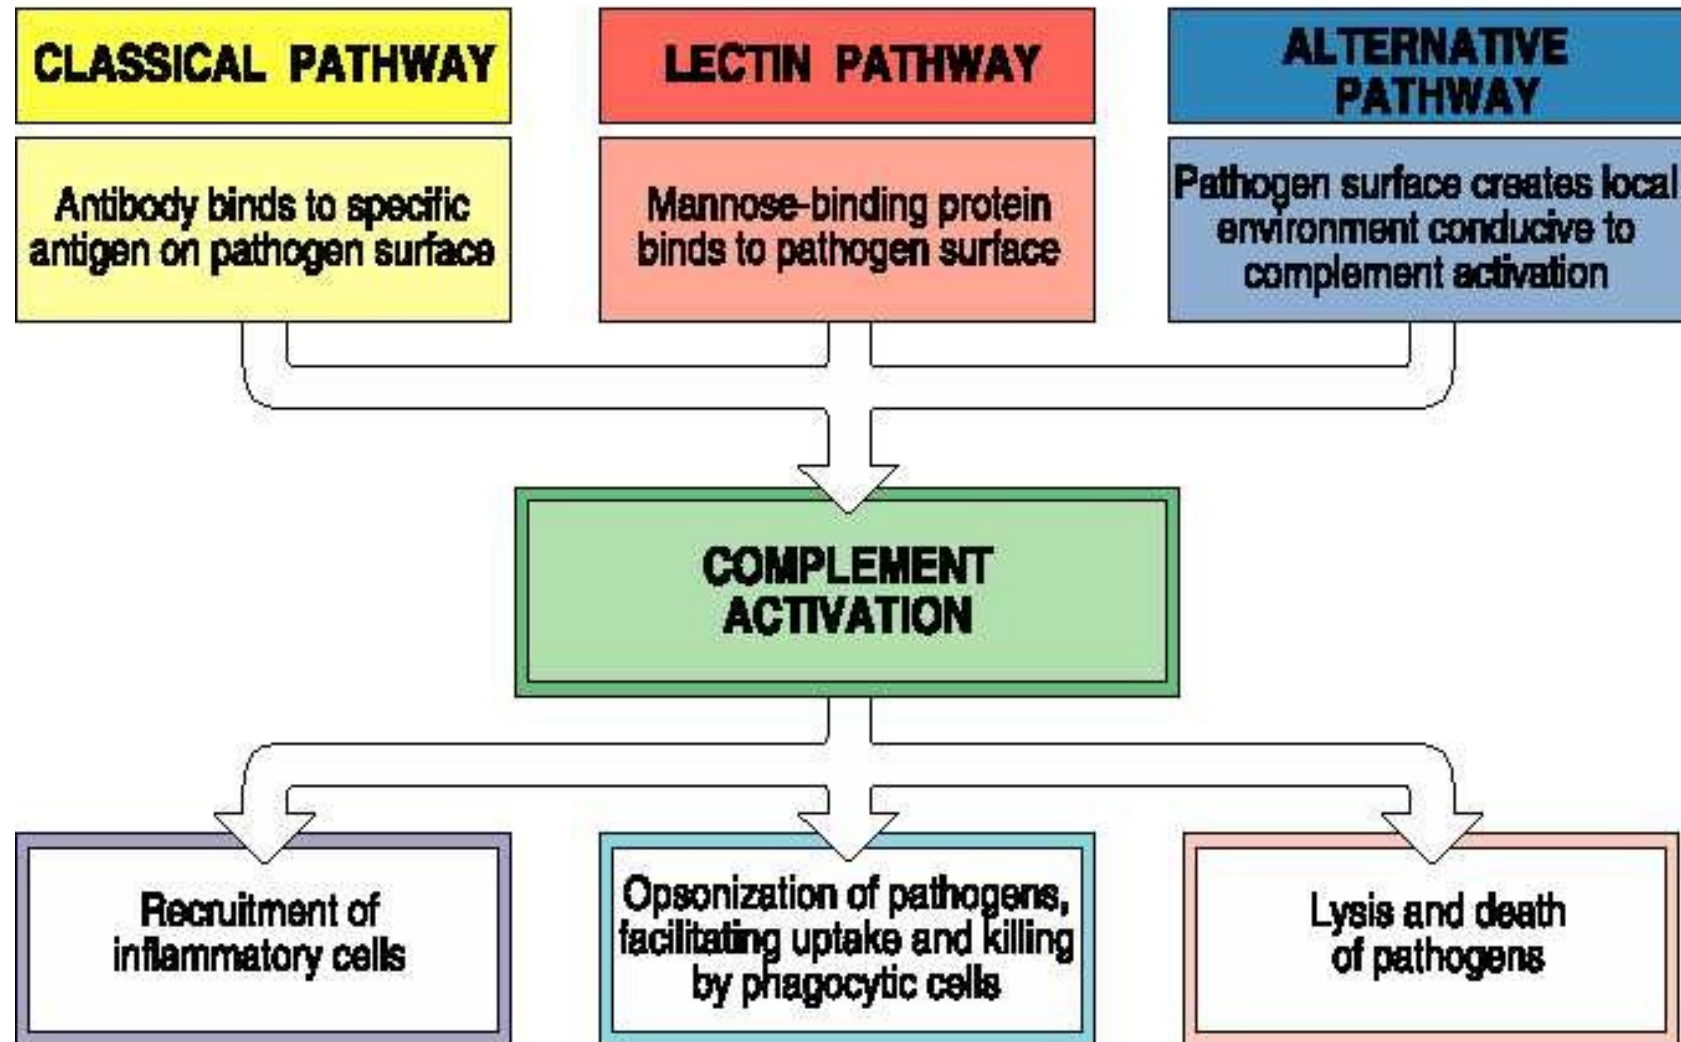 CLASSICAL PATHWAY
LECTIN PATHWAY
ALTERNATIVE
PATHWAY
Antibody binds to specific
antigen on pathogen surface
Mannose-binding protein
binds to pathogen surface
Pathogen surface creates local
environment conducive to
complement activation
COMPLEMENT
ACTIVATION
Recruitment of
inflammatory cells
Opsonization of pathogens,
facilitating uptake and killing
by phagocytic cells
Lysis and death
of pathogens